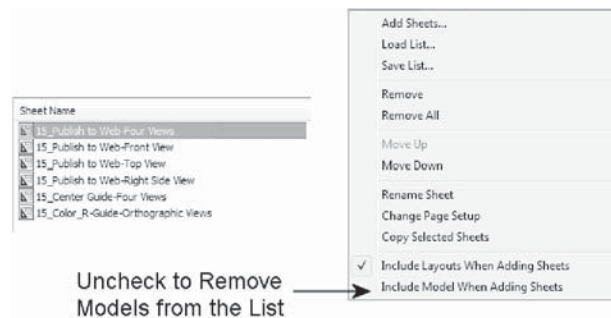 Sheet Name
15_Publish to Web-Four Views
15_Publish to Web-Front View
15_Publish to Web-Top View
15_Publish to Web-Right Side View
15_Center Guide-Four Views
15_Color_R-Guide-Orthographic Views
Add Sheets...
Load List...
Save List...
Remove
Remove All
Move Up
Move Down
Rename Sheet
Change Page Setup
Copy Selected Sheets
Include Layouts When Adding Sheets
Include Model When Adding Sheets
Uncheck to Remove
Models from the List